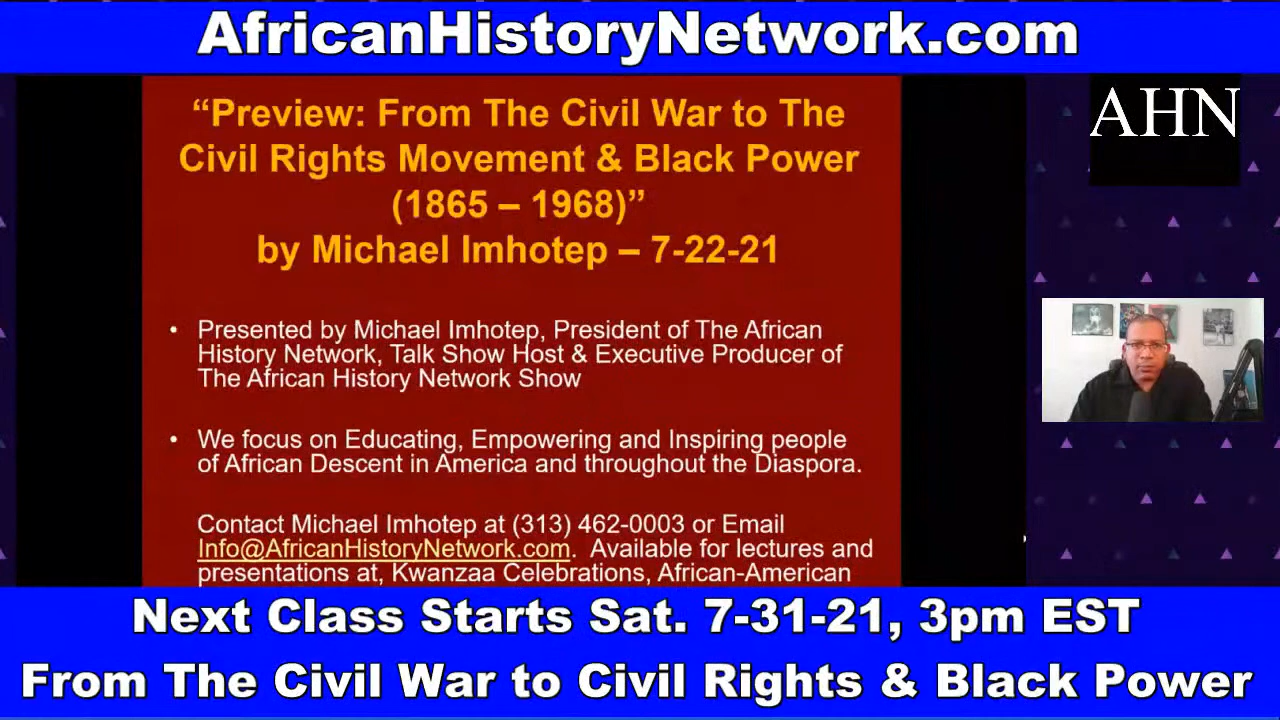 AfricanHistoryNetwork.com
AHN
“Preview: From The Civil War to The
Civil Rights Movement & Black Power
(1865 – 1968)”
by Michael Imhotep – 7-22-21
• Presented by Michael Imhotep, President of The African
History Network, Talk Show Host & Executive Producer of
The African History Network Show
• We focus on Educating, Empowering and Inspiring people
of African Descent in America and throughout the Diaspora.
Contact Michael Imhotep at (313) 462-0003 or Email
Info@AfricanHistoryNetwork.com. Available for lectures and
presentations at, Kwanzaa Celebrations, African-American
Next Class Starts Sat. 7-31-21, 3pm EST
From The Civil War to Civil Rights & Black Power